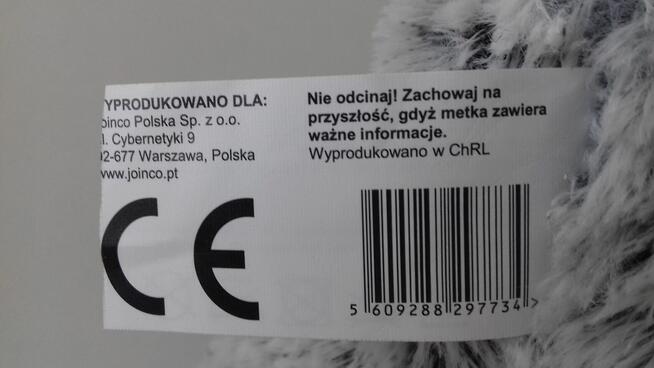 YPRODUKOWANO DLA:
oinco Polska Sp. z o.o.
l. Cybernetyki 9
02-677 Warszawa, Polska
www.joinco.pt
CE
Nie odcinaj! Zachowaj na
przyszłość, gdyż metka zawiera
ważne informacje.
Wyprodukowano w ChRL
5 609288 297734 >